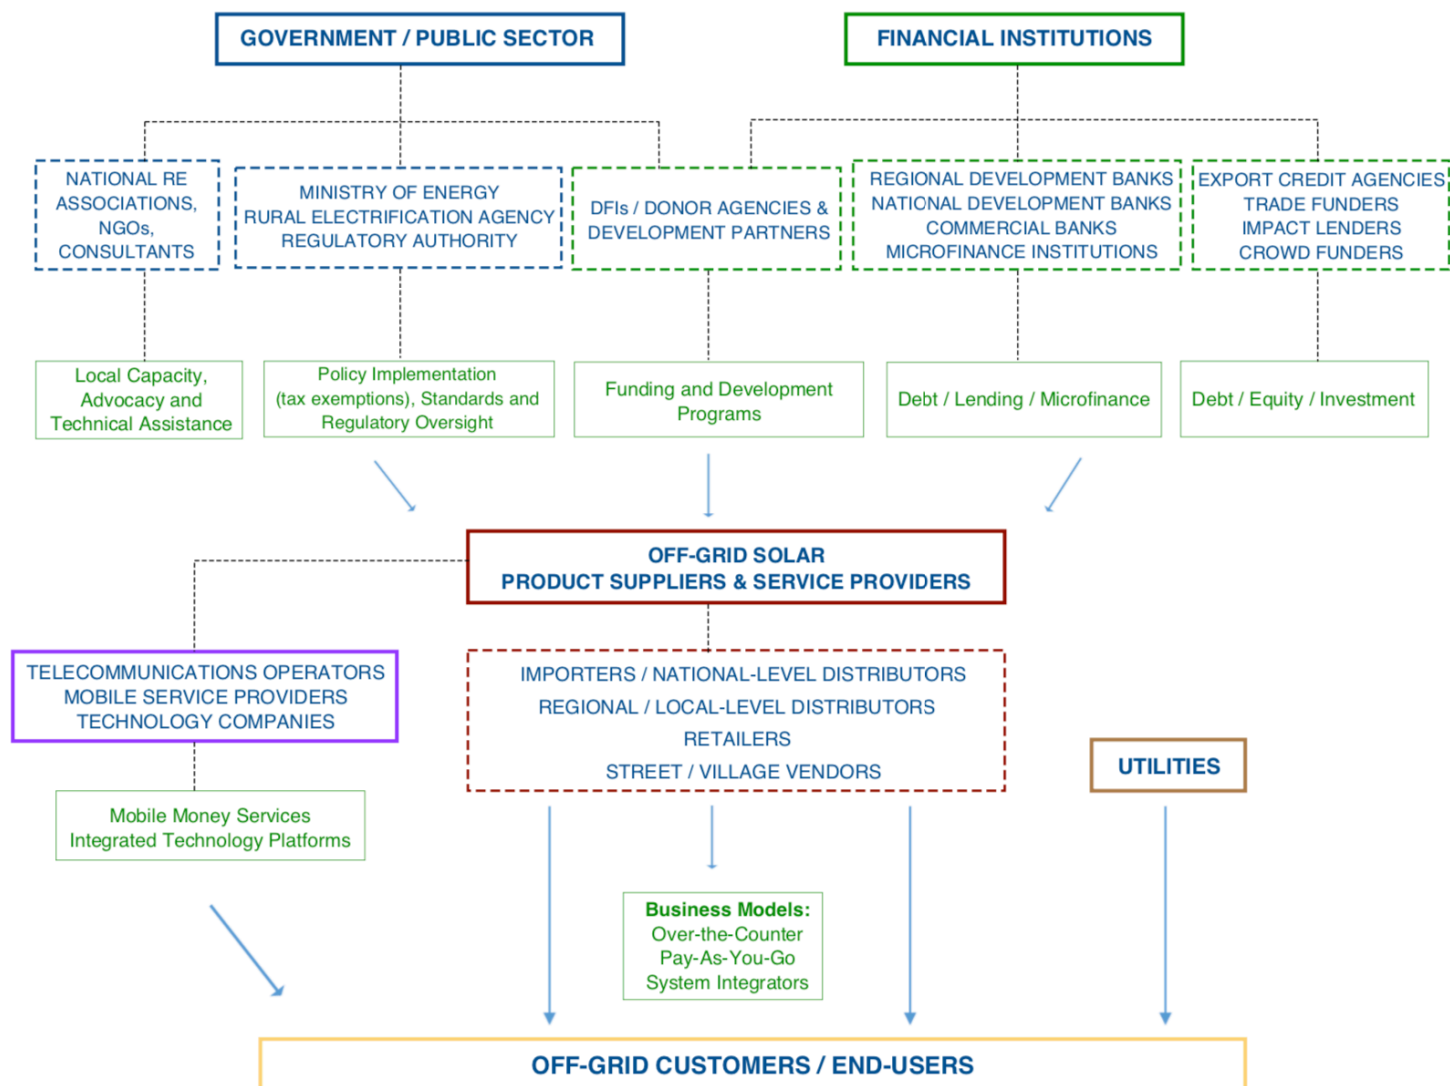 GOVERNMENT / PUBLIC SECTOR
FINANCIAL INSTITUTIONS
NATIONAL RE
ASSOCIATIONS,
NGOs,
CONSULTANTS
MINISTRY OF ENERGY
RURAL ELECTRIFICATION AGENCY
REGULATORY AUTHORITY
DFIs / DONOR AGENCIES &
DEVELOPMENT PARTNERS
REGIONAL DEVELOPMENT BANKS
NATIONAL DEVELOPMENT BANKS
COMMERCIAL BANKS
MICROFINANCE INSTITUTIONS
EXPORT CREDIT AGENCIES
TRADE FUNDERS
IMPACT LENDERS
CROWD FUNDERS
Local Capacity,
Advocacy and
Technical Assistance
Policy Implementation
(tax exemptions), Standards and
Regulatory Oversight
Funding and Development
Programs
Debt / Lending / Microfinance
Debt / Equity / Investment
OFF-GRID SOLAR
PRODUCT SUPPLIERS & SERVICE PROVIDERS
TELECOMMUNICATIONS OPERATORS
MOBILE SERVICE PROVIDERS
TECHNOLOGY COMPANIES
IMPORTERS / NATIONAL-LEVEL DISTRIBUTORS
REGIONAL / LOCAL-LEVEL DISTRIBUTORS
RETAILERS
STREET / VILLAGE VENDORS
UTILITIES
Mobile Money Services
Integrated Technology Platforms
Business Models:
Over-the-Counter
Pay-As-You-Go
System Integrators
OFF-GRID CUSTOMERS / END-USERS